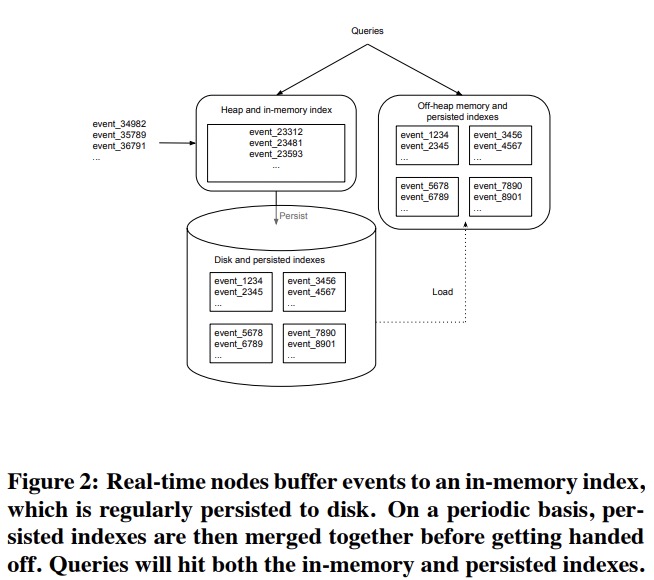 Queries
Heap and in-memory index
event_23312
event_23481
event_23593
...
event_34982
event_35789
event_36791
...
Off-heap memory and
persisted indexes
event_1234
event_2345
...
event_3456
event_4567
...
event_5678
event_6789
...
event_7890
event_8901
...
Persist
Disk and persisted indexes
event_1234
event_2345
...
event_3456
event_4567
...
event_5678
event_6789
...
event_7890
event_8901
...
Load
Figure 2: Real-time nodes buffer events to an in-memory index,
which is regularly persisted to disk. On a periodic basis, per-
sisted indexes are then merged together before getting handed
off. Queries will hit both the in-memory and persisted indexes.